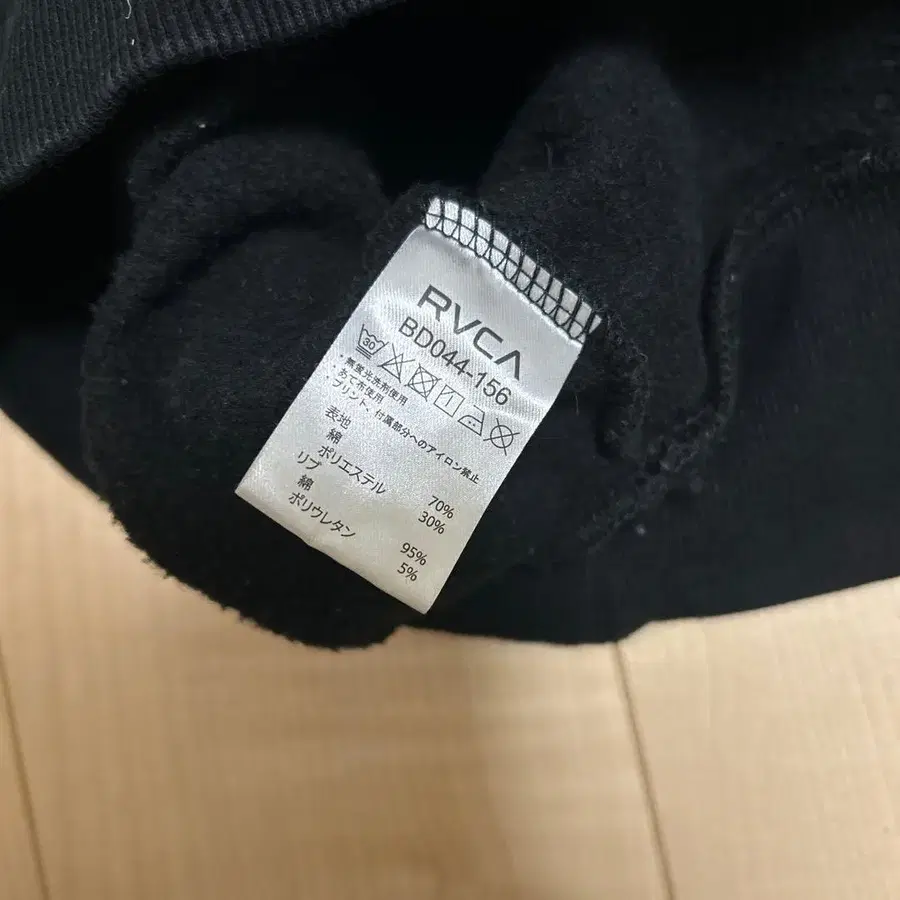 RVCA
BD044-156
30
・無蛍光洗剤使用
・あて布使用
・プリント、付属部分へのアイロン禁止
表地
綿 70%
ポリエステル 30%
リブ
綿 95%
ポリウレタン 5%